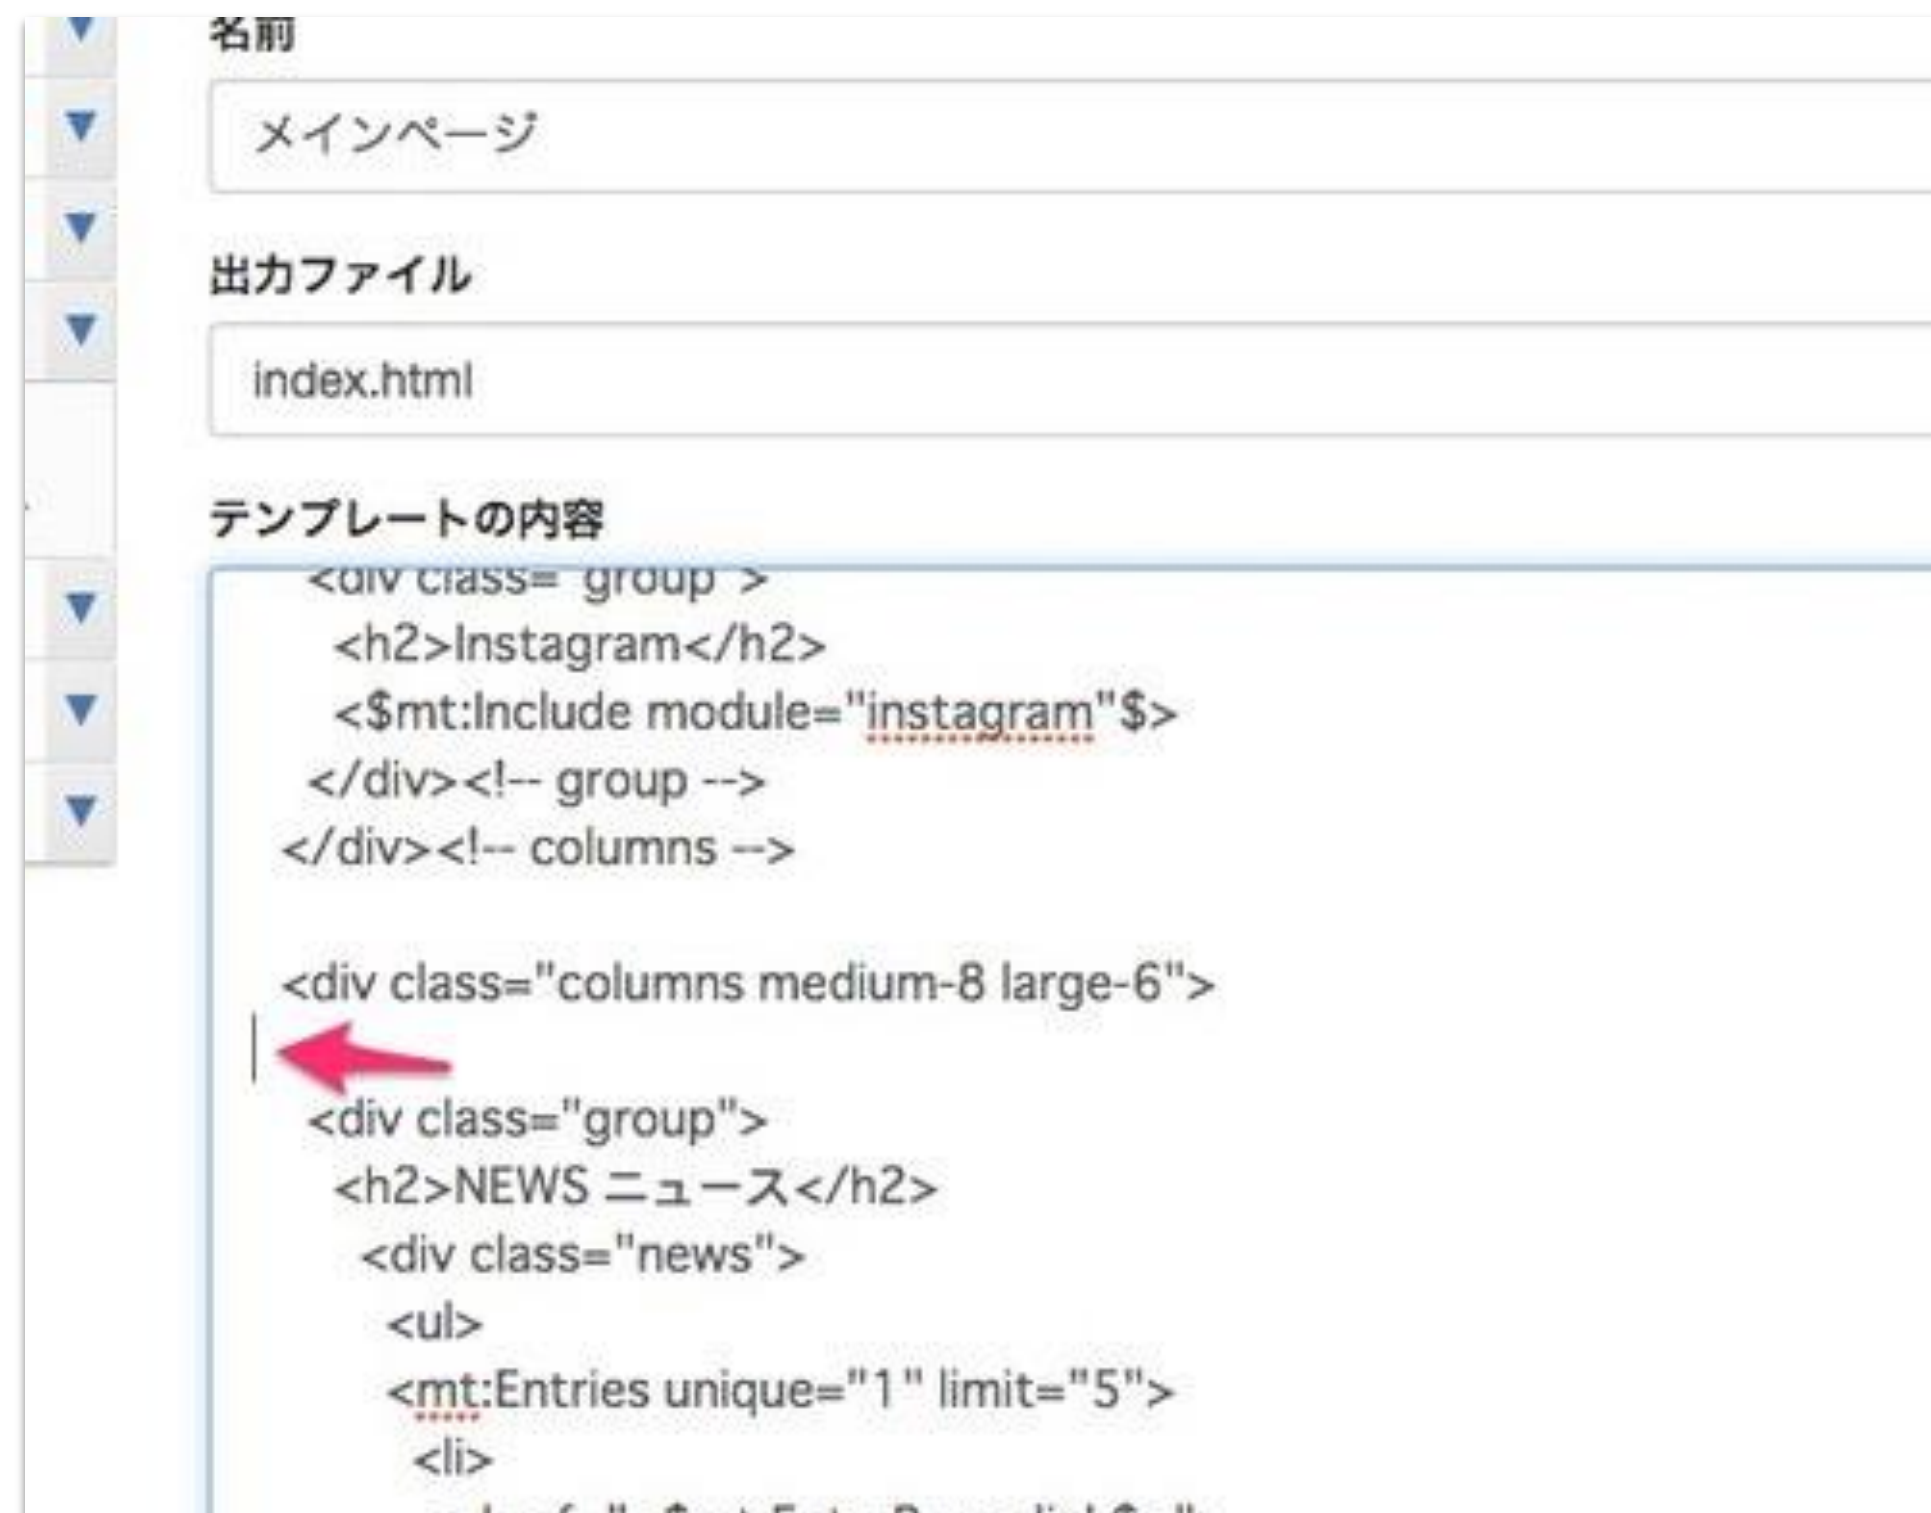 名前
メインページ
出力ファイル
index.html
テンプレートの内容
<div class="group">
<h2>Instagram</h2>
<$mt:Include module="instagram"$>
</div><!-- group -->
</div><!-- columns -->
<div class="columns medium-8 large-6">
<div class="group">
<h2>NEWS ニュース</h2>
<div class="news">
<ul>
<mt:Entries unique="1" limit="5">
<li>